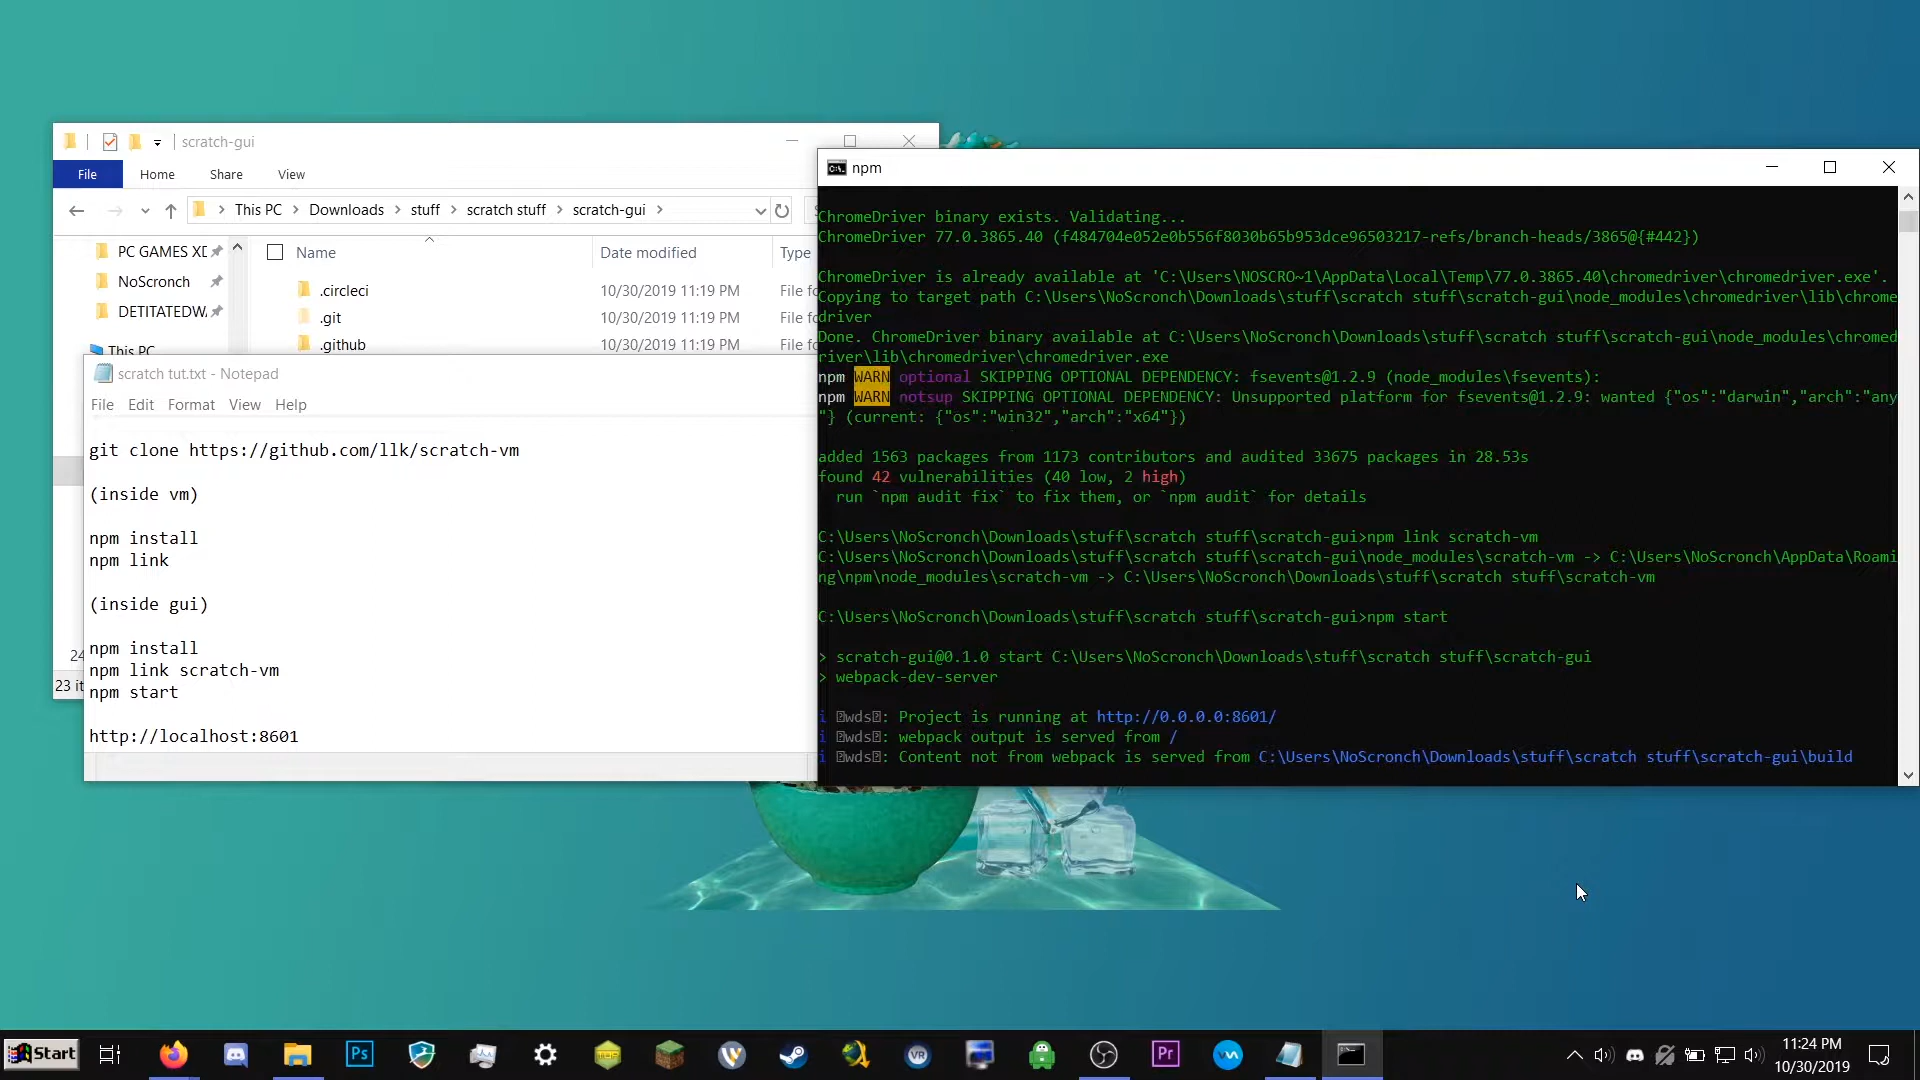 scratch-gui
File Home Share View
This PC > Downloads > stuff > scratch stuff > scratch-gui >
Name Date modified Type
PC GAMES XD
NoScronch
This PC
.circleci 10/30/2019 11:19 PM File fo
.git 10/30/2019 11:19 PM File fo
.github 10/30/2019 11:19 PM File fo
23 it
scratch tut.txt - Notepad
File Edit Format View Help
git clone https://github.com/llk/scratch-vm
(inside vm)
npm install
npm link
(inside gui)
npm install
npm link scratch-vm
npm start
http://localhost:8601
npm
ChromeDriver binary exists. Validating...
ChromeDriver 77.0.3865.40 (f484704e052e0b556f8030b65b953dce96503217-refs/branch-heads/3865@{#442})
ChromeDriver is already available at 'C:\Users\NOSCRO~1\AppData\Local\Temp\77.0.3865.40\chromedriver\chromedriver.exe'.
Copying to target path C:\Users\NoScronch\Downloads\stuff\scratch stuff\scratch-gui\node_modules\chromedriver\lib\chrome
driver
Done. ChromeDriver binary available at C:\Users\NoScronch\Downloads\stuff\scratch stuff\scratch-gui\node_modules\chromed
river\lib\chromedriver\chromedriver.exe
npm WARN optional SKIPPING OPTIONAL DEPENDENCY: fsevents@1.2.9 (node_modules\fsevents):
npm WARN notsup SKIPPING OPTIONAL DEPENDENCY: Unsupported platform for fsevents@1.2.9: wanted {"os":"darwin","arch":"any
"} (current: {"os":"win32","arch":"x64"})
added 1563 packages from 1173 contributors and audited 33675 packages in 28.53s
found 42 vulnerabilities (40 low, 2 high)
run `npm audit fix` to fix them, or `npm audit` for details
C:\Users\NoScronch\Downloads\stuff\scratch stuff\scratch-gui>npm link scratch-vm
C:\Users\NoScronch\Downloads\stuff\scratch stuff\scratch-gui\node_modules\scratch-vm -> C:\Users\NoScronch\AppData\Roami
ng\npm\node_modules\scratch-vm -> C:\Users\NoScronch\Downloads\stuff\scratch stuff\scratch-vm
C:\Users\NoScronch\Downloads\stuff\scratch stuff\scratch-gui>npm start
> scratch-gui@0.1.0 start C:\Users\NoScronch\Downloads\stuff\scratch stuff\scratch-gui
> webpack-dev-server
i wds: Project is running at http://0.0.0.0:8601/
i wds: webpack output is served from /
i wds: Content not from webpack is served from C:\Users\NoScronch\Downloads\stuff\scratch stuff\scratch-gui\build
Start
Ps
VR
Pr
11:24 PM
10/30/2019